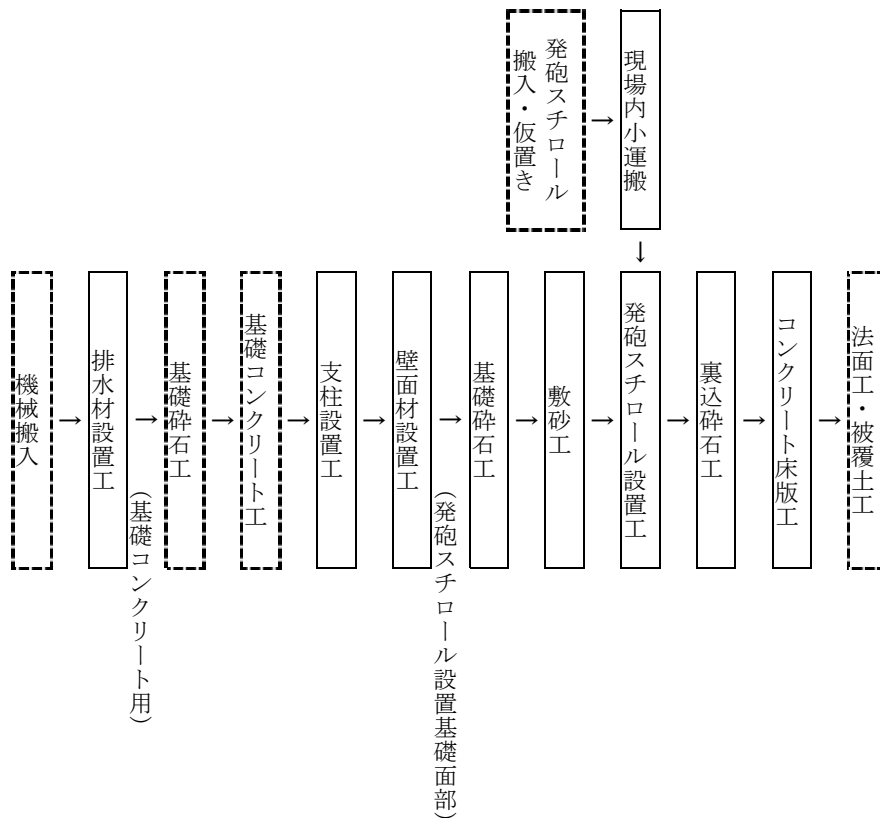 発砲スチロール
搬入・仮置き
→
現場内小運搬
↓
機械搬入
→
排水材設置工
→
基礎砕石工
(基礎コンクリート用)
→
基礎コンクリート工
→
支柱設置工
→
壁面材設置工
→
基礎砕石工
(発砲スチロール設置基礎面部)
→
敷砂工
→
発砲スチロール設置工
→
裏込砕石工
→
コンクリート床版工
→
法面工・被覆土工